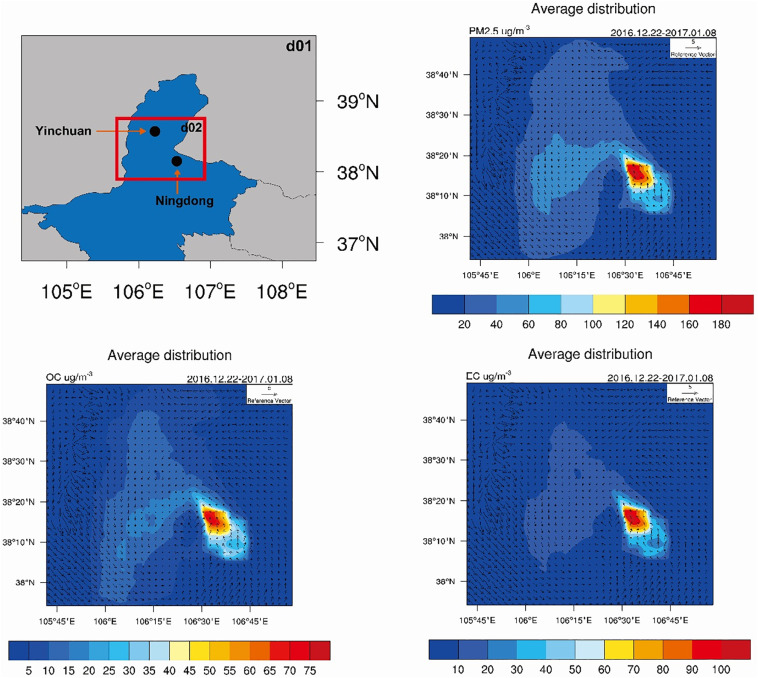 d01
39°N
Yinchuan
d02
38°N
Ningdong
37°N
105°E 106°E 107°E 108°E
Average distribution
PM2.5 ug/m-3 2016.12.22-2017.01.08
5
Reference Vector
38°40'N
38°30'N
38°20'N
38°10'N
38°N
105°45'E 106°E 106°15'E 106°30'E 106°45'E
20 40 60 80 100 120 140 160 180
Average distribution
OC ug/m-3 2016.12.22-2017.01.08
Reference Vector
38°40'N
38°30'N
38°20'N
38°10'N
38°N
105°45'E 106°E 106°15'E 106°30'E 106°45'E
5 10 15 20 25 30 35 40 45 50 55 60 65 70 75
Average distribution
EC ug/m-3 2016.12.22-2017.01.08
5
Reference Vector
38°40'N
38°30'N
38°20'N
38°10'N
38°N
105°45'E 106°E 106°15'E 106°30'E 106°45'E
10 20 30 40 50 60 70 80 90 100